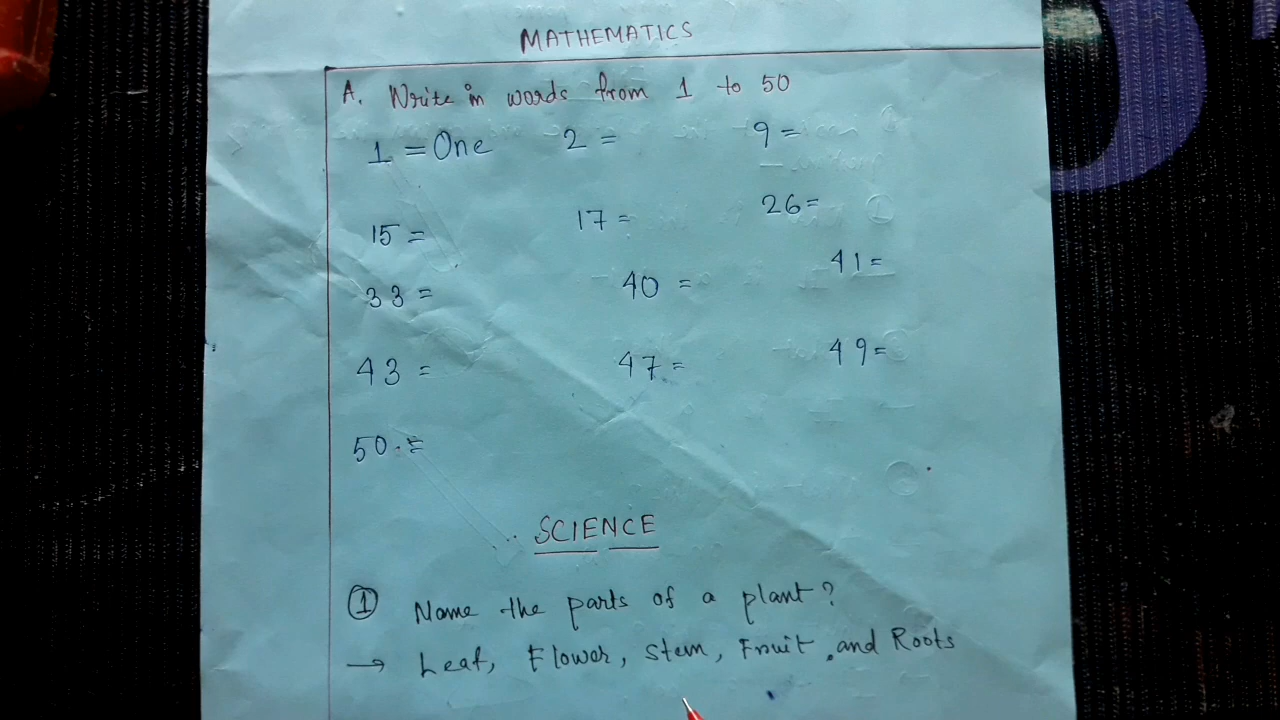 MATHEMATICS
A. Write in words from 1 to 50
1 = One 2 = 9 =
15 = 17 = 26 =
33 = 40 = 41 =
43 = 47 = 49 =
50 . =
SCIENCE
① Name the parts of a plant?
→ Leaf, Flower, Stem, Fruit, and Roots